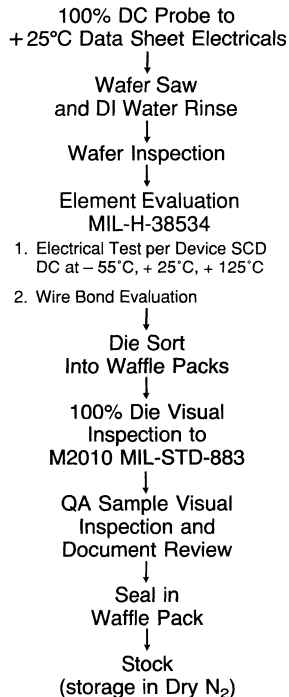 100% DC Probe to
+25°C Data Sheet Electricals
Wafer Saw
and DI Water Rinse
Wafer Inspection
Element Evaluation
MIL-H-38534
1. Electrical Test per Device SCD
DC at – 55°C, + 25°C, + 125°C
2. Wire Bond Evaluation
Die Sort
Into Waffle Packs
100% Die Visual
Inspection to
M2010 MIL-STD-883
QA Sample Visual
Inspection and
Document Review
Seal in
Waffle Pack
Stock
(storage in Dry N₂)